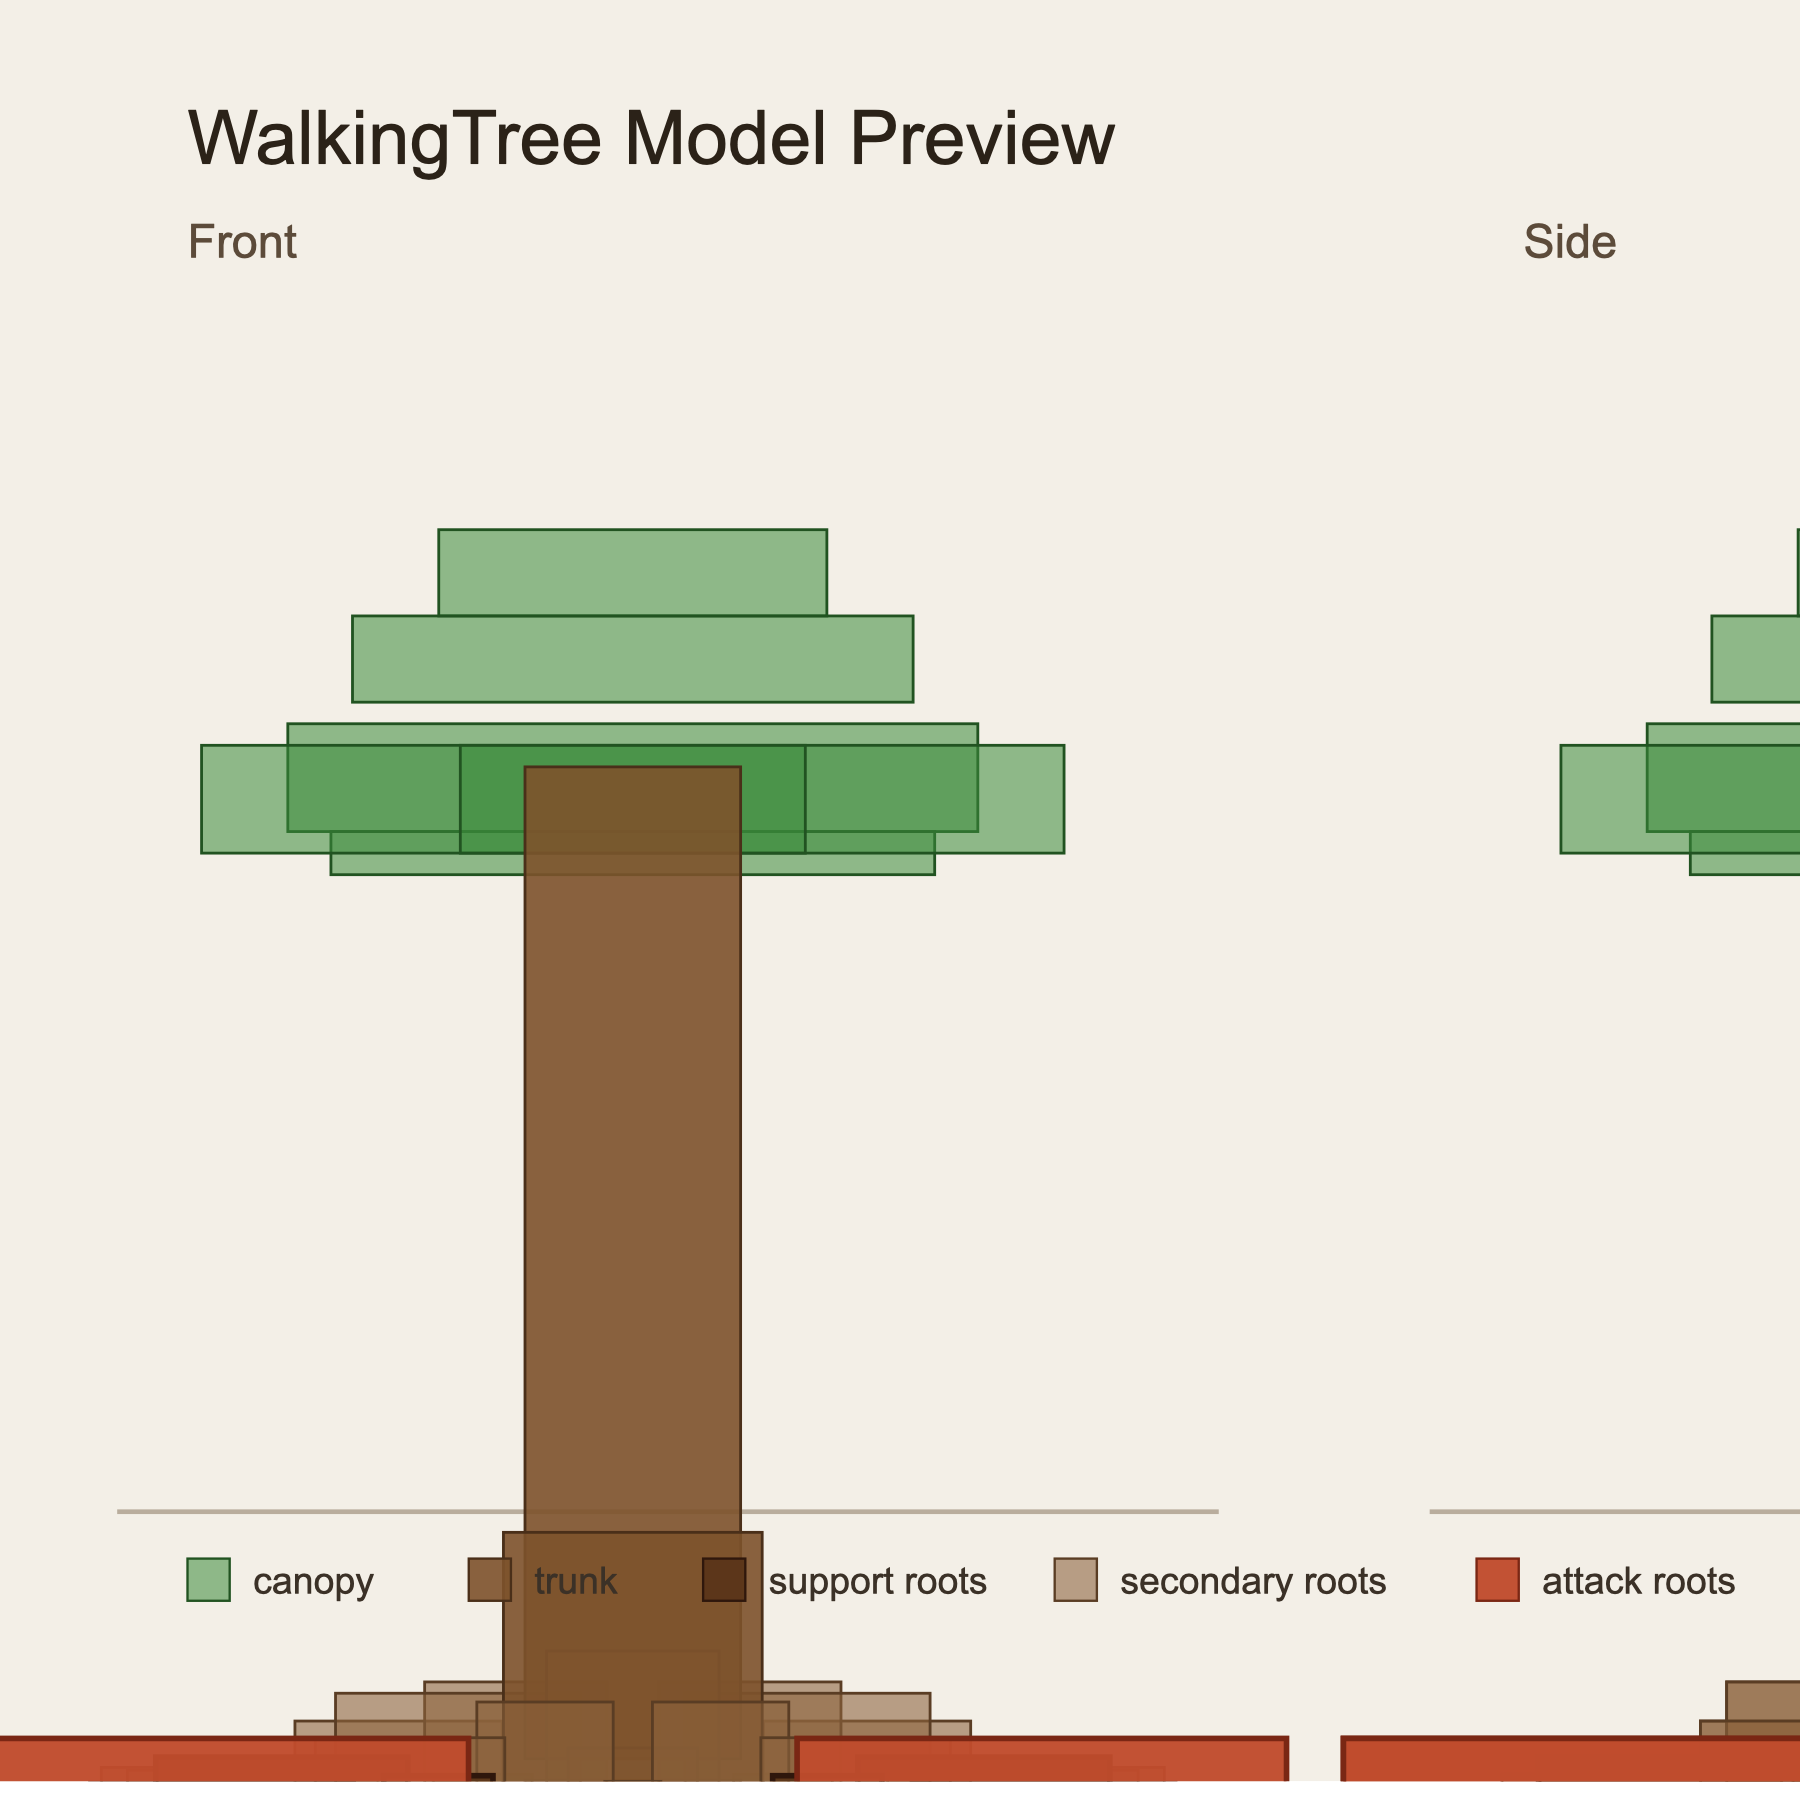 WalkingTree Model Preview
Front
Side
canopy
trunk
support roots
secondary roots
attack roots